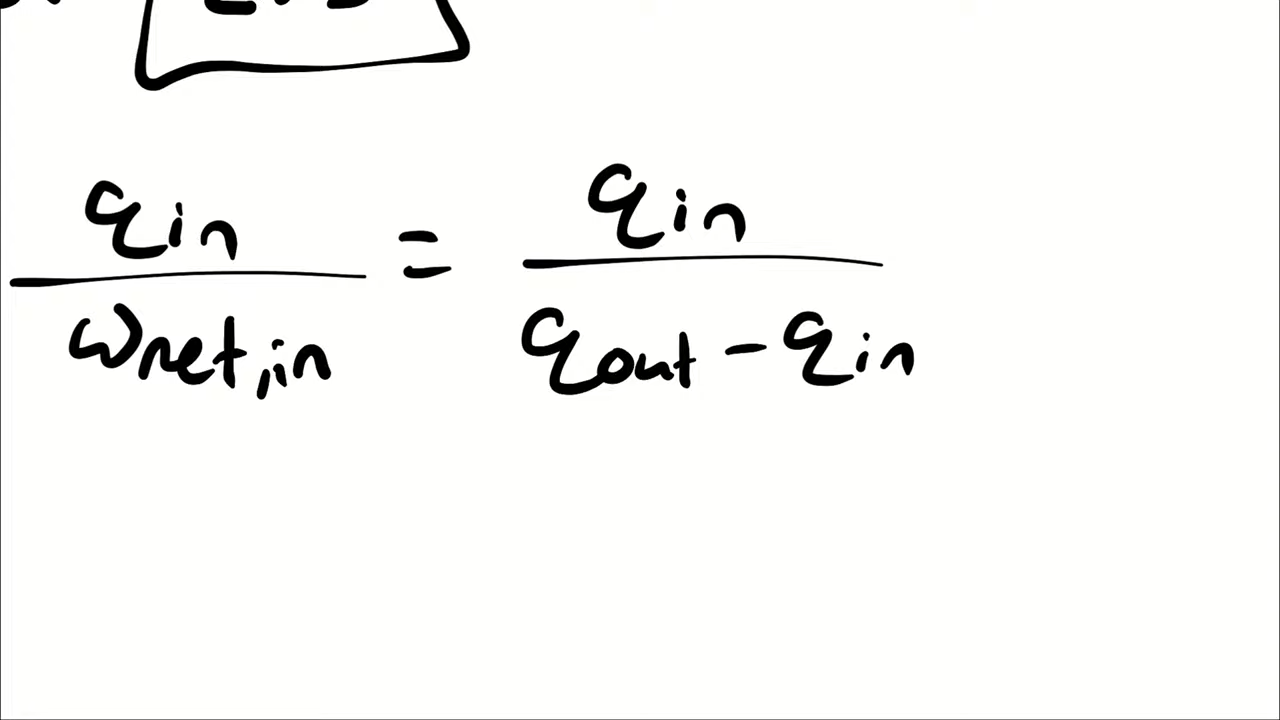 qin = qin
wnet,in qout - qin